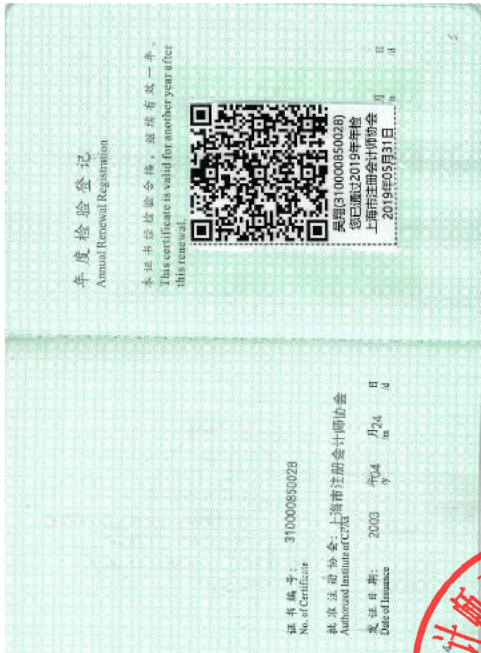 年度检验登记
Annual Renewal Registration
本证书经检验合格，继续有效一年。
This certificate is valid for another year after
this renewal.
吴翔(310000850028)
您已通过2019年年检
上海市注册会计师协会
2019年05月31日
月 日
/d
5
证书编号： 310000850028
No. of Certificate
批准注册协会：上海市注册会计师协会
Authorized Institute of CPAs
发证日期： 2003 年04 月24 日
Date of Issuance /y /m /d
4
计